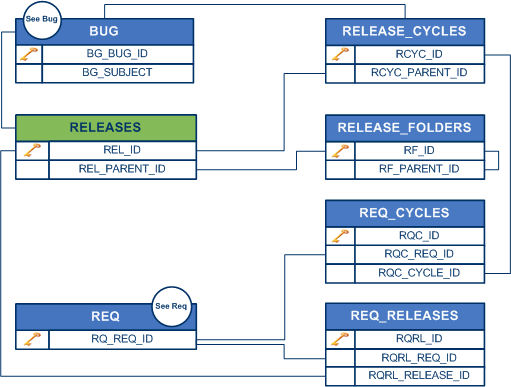 See Bug
BUG
BG_BUG_ID
BG_SUBJECT
RELEASE_CYCLES
RCYC_ID
RCYC_PARENT_ID
RELEASES
REL_ID
REL_PARENT_ID
RELEASE_FOLDERS
RF_ID
RF_PARENT_ID
REQ_CYCLES
RQC_ID
RQC_REQ_ID
RQC_CYCLE_ID
See Req
REQ
RQ_REQ_ID
REQ_RELEASES
RQRL_ID
RQRL_REQ_ID
RQRL_RELEASE_ID